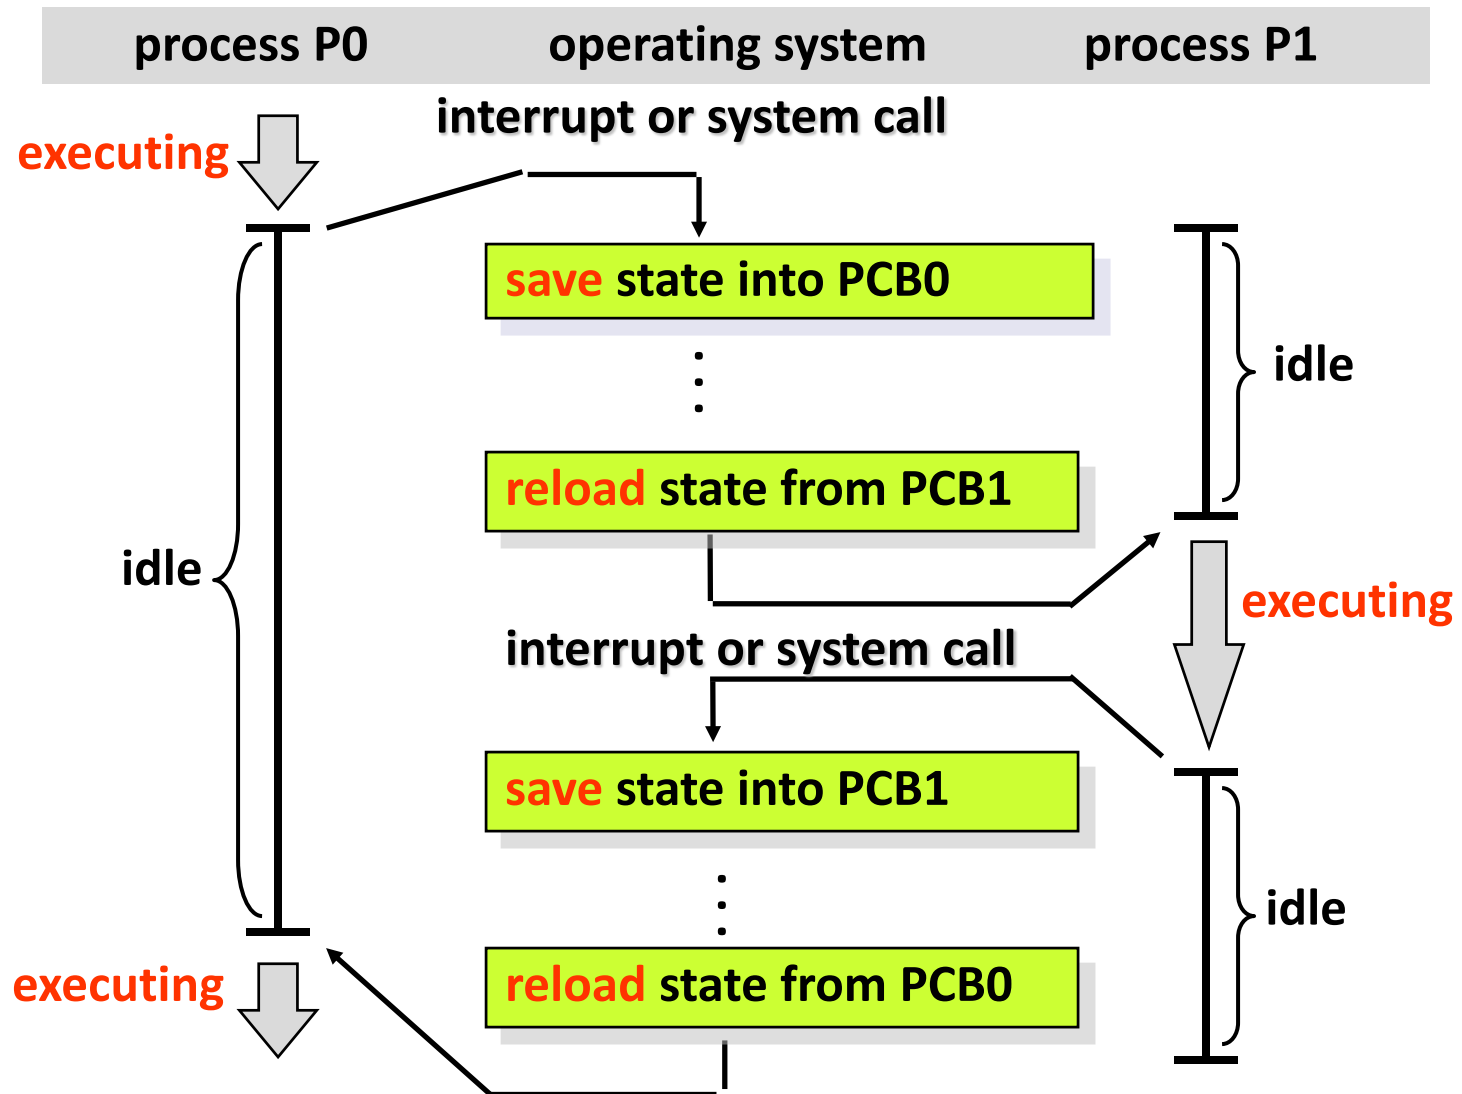 process P0 operating system process P1
interrupt or system call
executing
save state into PCB0
idle
reload state from PCB1
idle
executing
interrupt or system call
save state into PCB1
idle
executing
reload state from PCB0